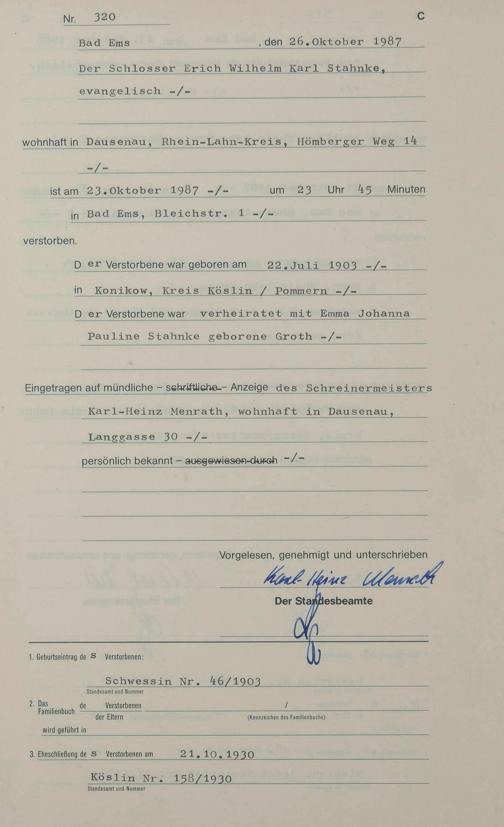 Nr. 320 C
Bad Ems , den 26.Oktober 1987
Der Schlosser Erich Wilhelm Karl Stahnke,
evangelisch -/-
wohnhaft in Dausenau, Rhein-Lahn-Kreis, Hömberger Weg 14
-/-
ist am 23.Oktober 1987 -/- um 23 Uhr 45 Minuten
in Bad Ems, Bleichstr. 1 -/-
verstorben.
D er Verstorbene war geboren am 22.Juli 1903 -/-
in Konikow, Kreis Köslin / Pommern -/-
D er Verstorbene war verheiratet mit Emma Johanna
Pauline Stahnke geborene Groth -/-
Eingetragen auf mündliche – schriftliche – Anzeige des Schreinermeisters
Karl-Heinz Menrath, wohnhaft in Dausenau,
Langgasse 30 -/-
persönlich bekannt – ausgewiesen durch -/-
Vorgelesen, genehmigt und unterschrieben
Karl-Heinz Menrath
Der Standesbeamte
1. Geburtseintrag de s Verstorbenen:
Schwessin Nr. 46/1903
Standesamt und Nummer
2. Das Familienbuch de Verstorbenen /
der Eltern (Kennzeichen des Familienbuchs)
wird geführt in
3. Eheschließung de s Verstorbenen am 21.10.1930
Köslin Nr. 158/1930
Standesamt und Nummer